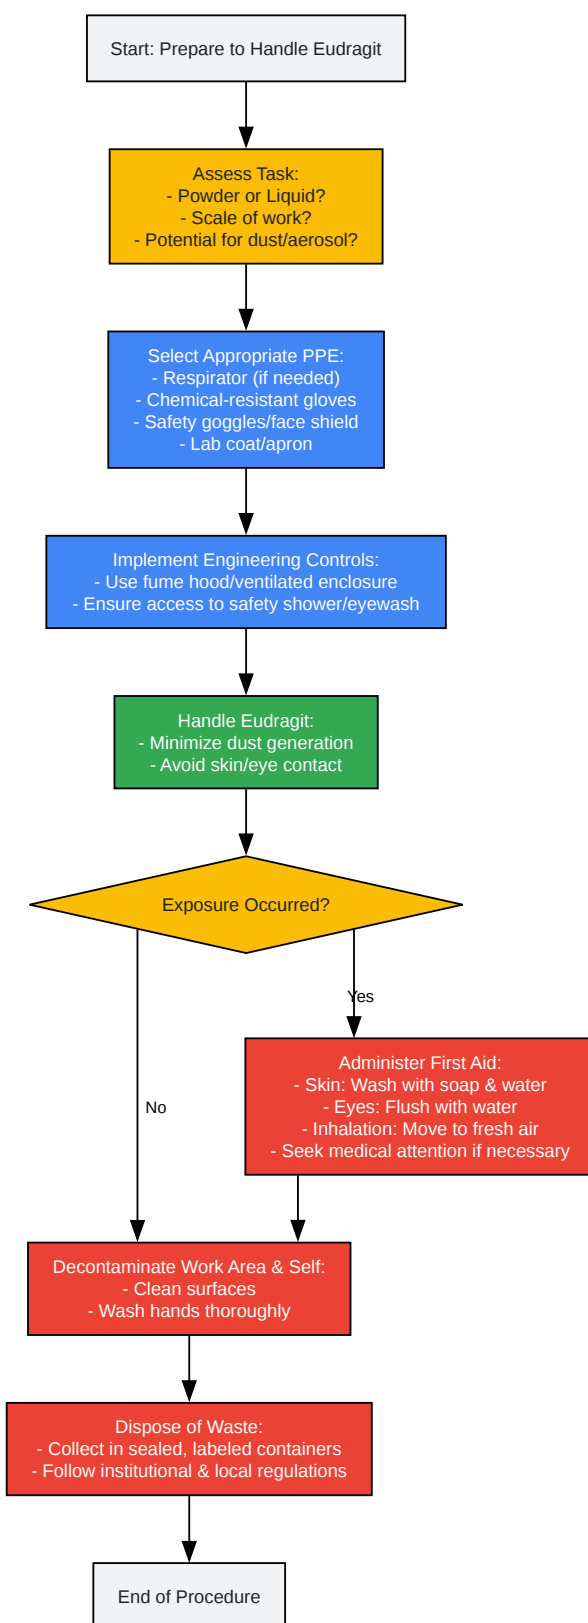 Start: Prepare to Handle Eudragit
Assess Task:
- Powder or Liquid?
- Scale of work?
- Potential for dust/aerosol?
Select Appropriate PPE:
- Respirator (if needed)
- Chemical-resistant gloves
- Safety goggles/face shield
- Lab coat/apron
Implement Engineering Controls:
- Use fume hood/ventilated enclosure
- Ensure access to safety shower/eyewash
Handle Eudragit:
- Minimize dust generation
- Avoid skin/eye contact
Exposure Occurred?
Yes
Administer First Aid:
- Skin: Wash with soap & water
- Eyes: Flush with water
- Inhalation: Move to fresh air
- Seek medical attention if necessary
No
Decontaminate Work Area & Self:
- Clean surfaces
- Wash hands thoroughly
Dispose of Waste:
- Collect in sealed, labeled containers
- Follow institutional & local regulations
End of Procedure